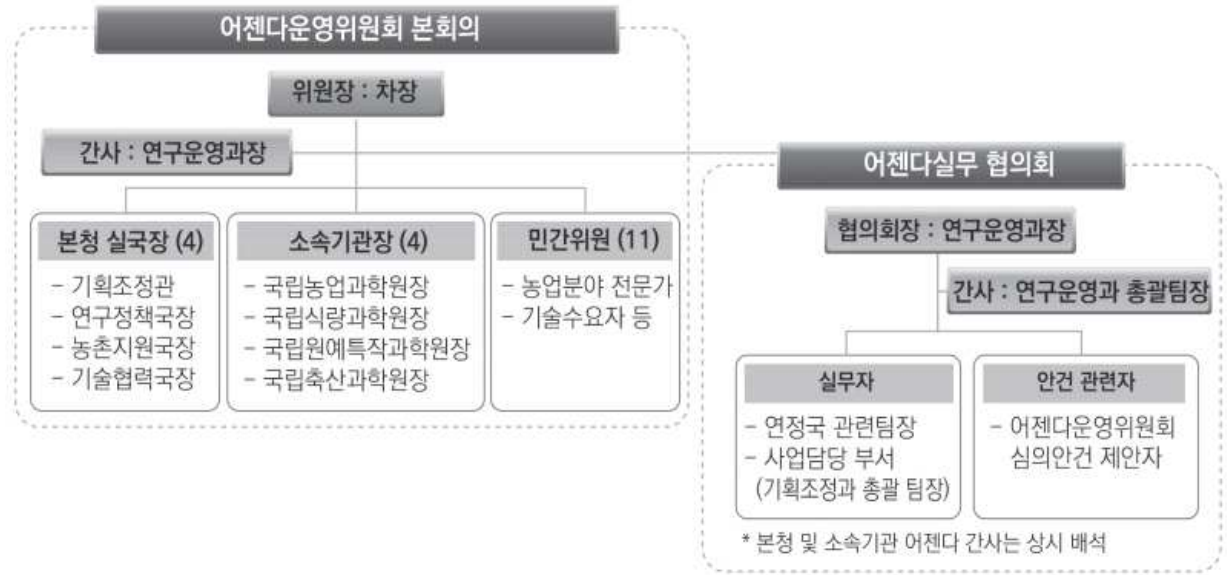 어젠다운영위원회 본회의
위원장 : 차장
간사 : 연구운영과장
본청 실국장 (4)
- 기획조정관
- 연구정책국장
- 농촌지원국장
- 기술협력국장
소속기관장 (4)
- 국립농업과학원장
- 국립식량과학원장
- 국립원예특작과학원장
- 국립축산과학원장
민간위원 (11)
- 농업분야 전문가
- 기술수요자 등
어젠다실무 협의회
협의회장 : 연구운영과장
간사 : 연구운영과 총괄팀장
실무자
- 연정국 관련팀장
- 사업담당 부서
(기획조정과 총괄 팀장)
안건 관련자
- 어젠다운영위원회
심의안건 제안자
* 본청 및 소속기관 어젠다 간사는 상시 배석